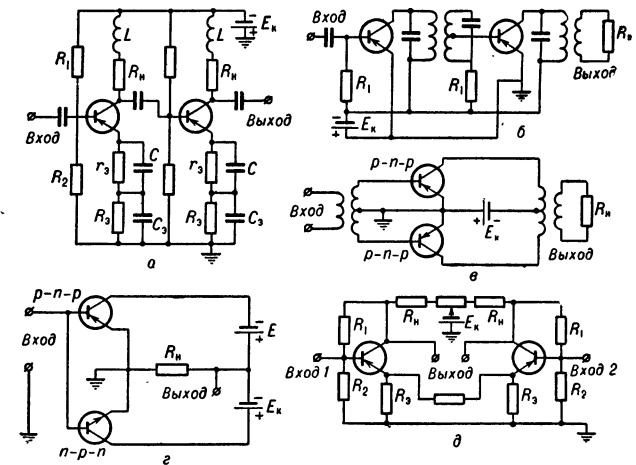 L
L
Eк
− +
R1
Rн
Rн
Вход
Выход
R2
rэ
C
rэ
C
Rэ
Cэ
Rэ
Cэ
а
Вход
Rн
R1
R1
Выход
− +
Eк
б
р-п-р
Вход
+ −
Eк
Rн
р-п-р
Выход
в
р-п-р
− +
E
Вход
Rн
Выход
− +
Eк
п-р-п
г
Rн
Rн
− +
Eк
R1
R1
Вход 1
Выход
Вход 2
R2
Rэ
Rэ
R2
д